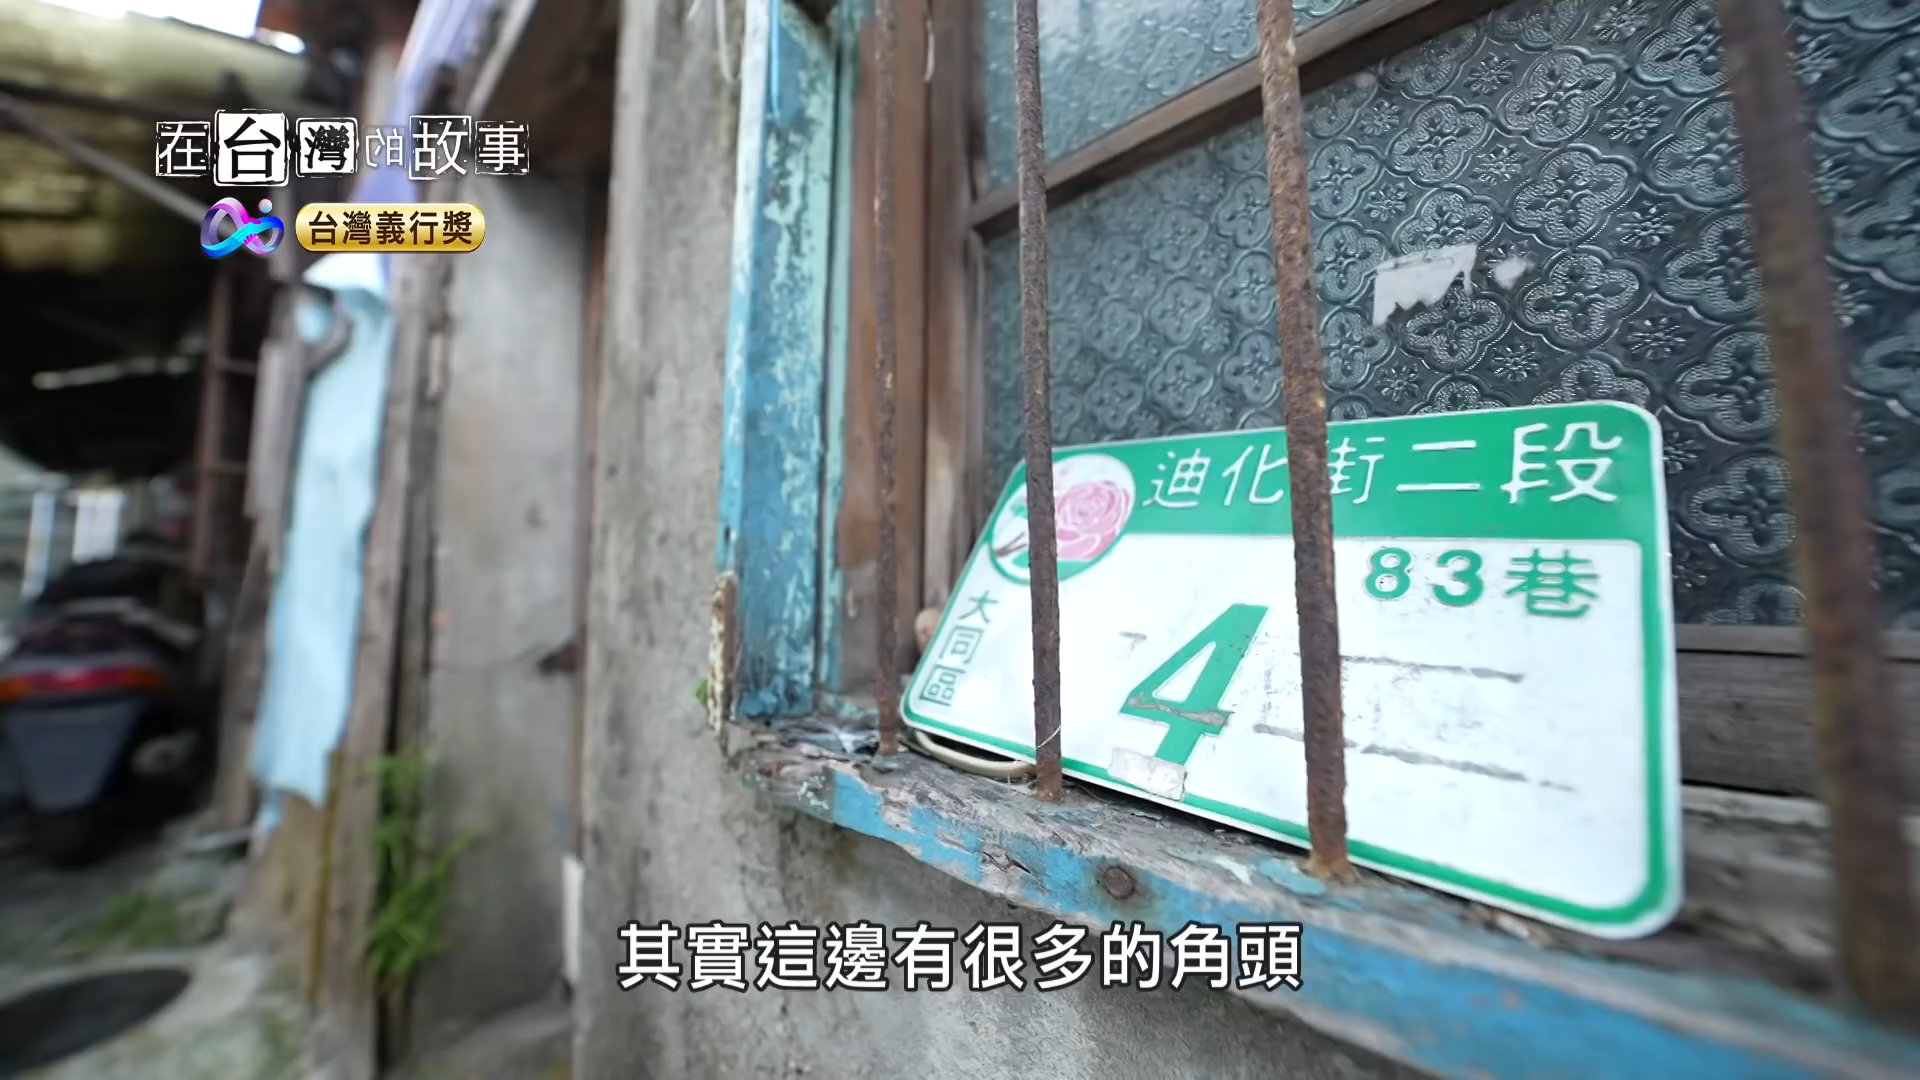 在台灣的故事
台灣義行獎
迪化街二段
83巷
大同區
4
其實這邊有很多的角頭